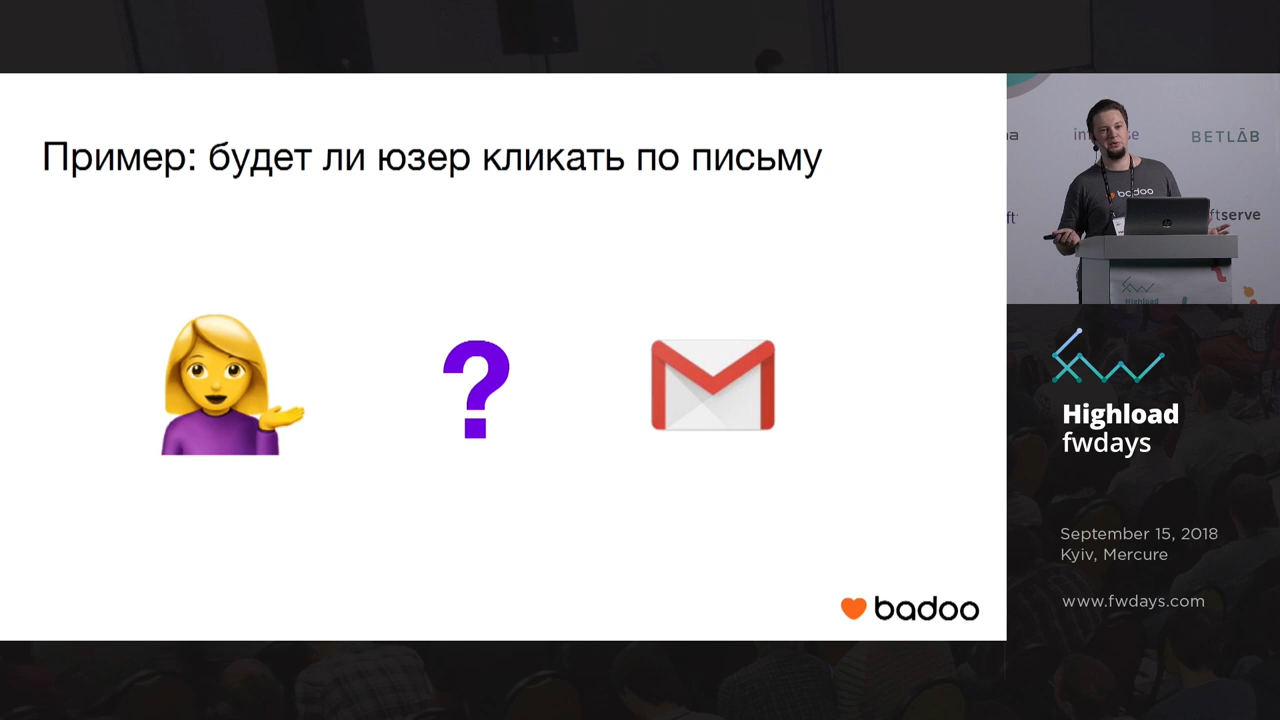 Пример: будет ли юзер кликать по письму
?
badoo
BETLAB
badoo
ftserve
Highload
Highload
fwdays
September 15, 2018
Kyiv, Mercure
www.fwdays.com